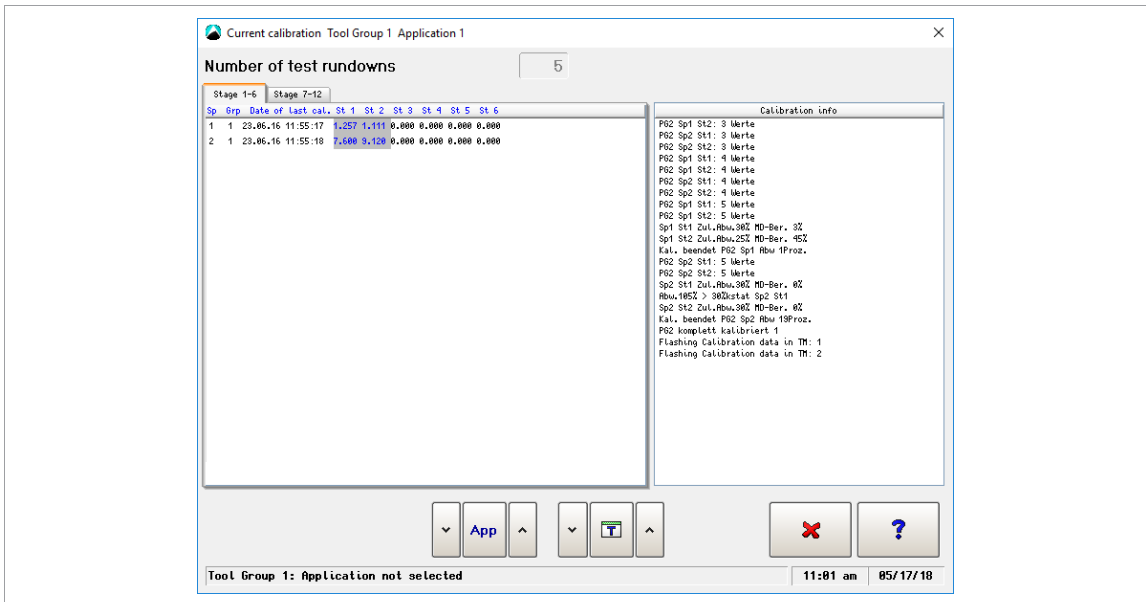 Current calibration Tool Group 1 Application 1
Number of test rundowns 5
Stage 1-6 Stage 7-12
Sp Grp Date of last cal. St 1 St 2 St 3 St 4 St 5 St 6
1 1 23.06.16 11:55:17 1.257 1.111 0.000 0.000 0.000 0.000
2 1 23.06.16 11:55:18 7.600 9.120 0.000 0.000 0.000 0.000
Calibration info
PG2 Sp1 St2: 3 Werte
PG2 Sp2 St1: 3 Werte
PG2 Sp2 St2: 3 Werte
PG2 Sp1 St1: 4 Werte
PG2 Sp1 St2: 4 Werte
PG2 Sp2 St1: 4 Werte
PG2 Sp2 St2: 4 Werte
PG2 Sp1 St1: 5 Werte
PG2 Sp1 St2: 5 Werte
Sp1 St1 Zul.Abw.30% MD-Ber. 3%
Sp1 St2 Zul.Abw.25% MD-Ber. 45%
Kal. beendet PG2 Sp1 Abw 1Proz.
PG2 Sp2 St1: 5 Werte
PG2 Sp2 St2: 5 Werte
Sp2 St1 Zul.Abw.30% MD-Ber. 0%
Abw.105% > 30%kstat Sp2 St1
Sp2 St2 Zul.Abw.30% MD-Ber. 0%
Kal. beendet PG2 Sp2 Abw 19Proz.
PG2 komplett kalibriert 1
Flashing Calibration data in TM: 1
Flashing Calibration data in TM: 2
App T ?
Tool Group 1: Application not selected 11:01 am 05/17/18